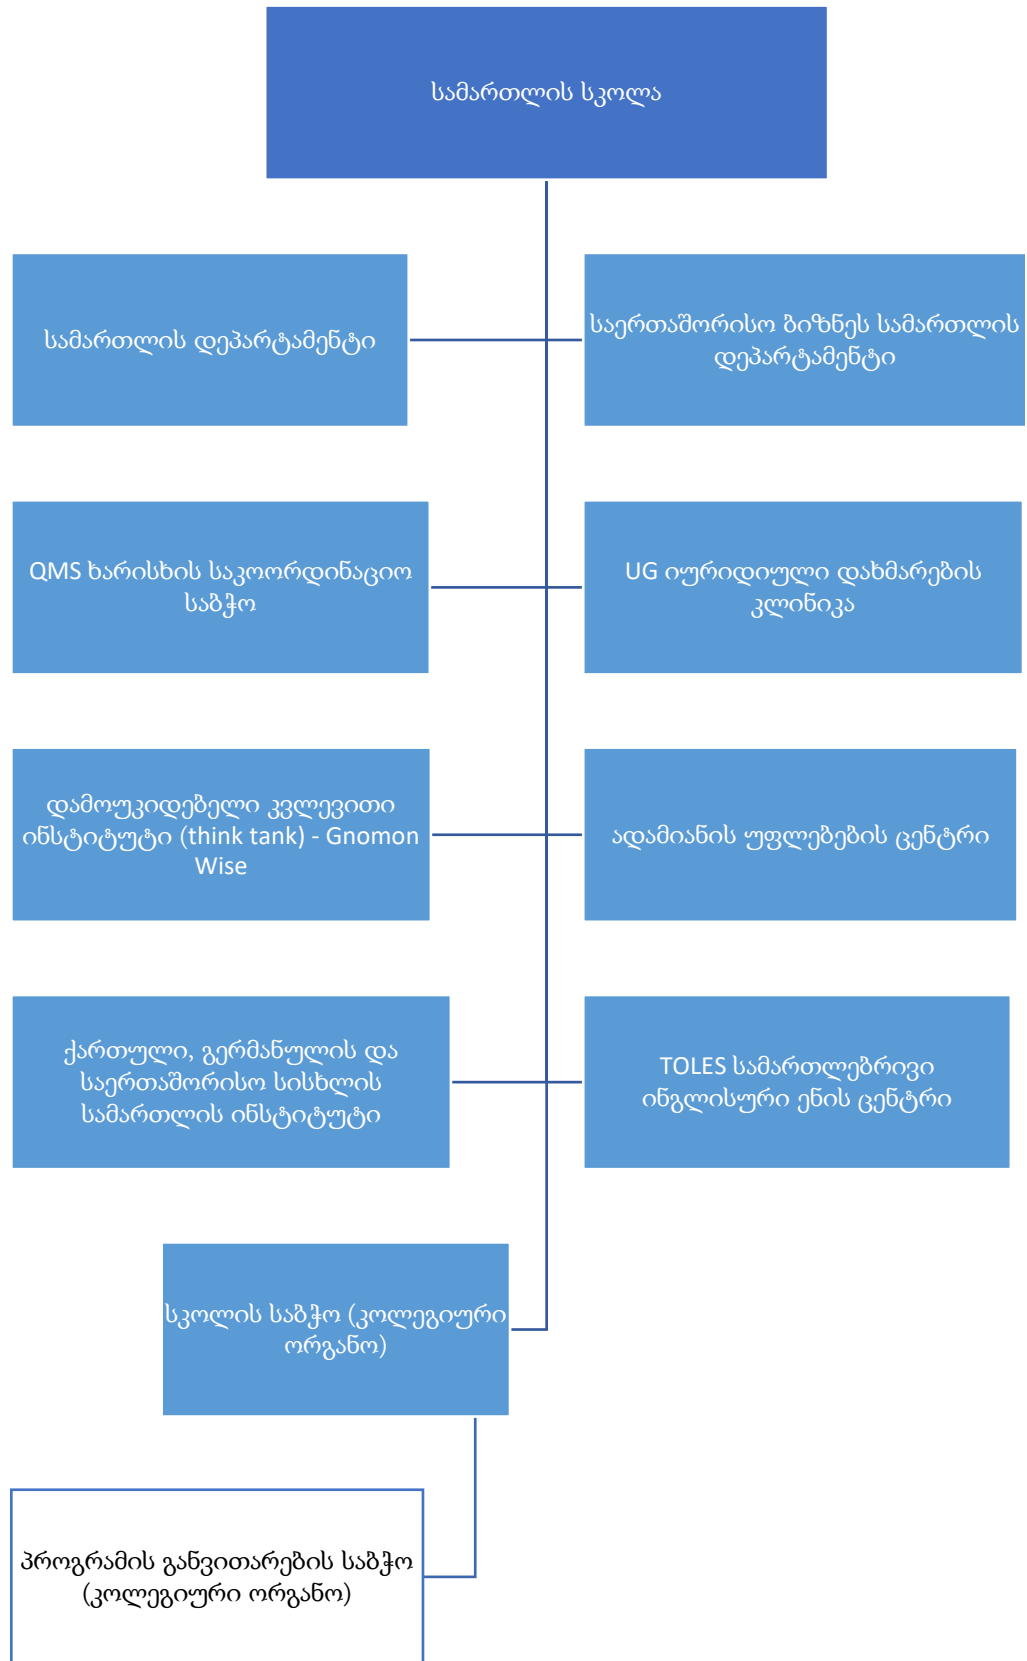 სამართლის სკოლა
სამართლის დეპარტამენტი
საერთაშორისო ბიზნეს სამართლის
დეპარტამენტი
QMS ხარისხის საკოორდინაციო
საბჭო
UG იურიდიული დახმარების
კლინიკა
დამოუკიდებელი კვლევითი
ინსტიტუტი (think tank) - Gnomon
Wise
ადამიანის უფლებების ცენტრი
ქართული, გერმანულის და
საერთაშორისო სისხლის
სამართლის ინსტიტუტი
TOLES სამართლებრივი
ინგლისური ენის ცენტრი
სკოლის საბჭო (კოლეგიური
ორგანო)
პროგრამის განვითარების საბჭო
(კოლეგიური ორგანო)